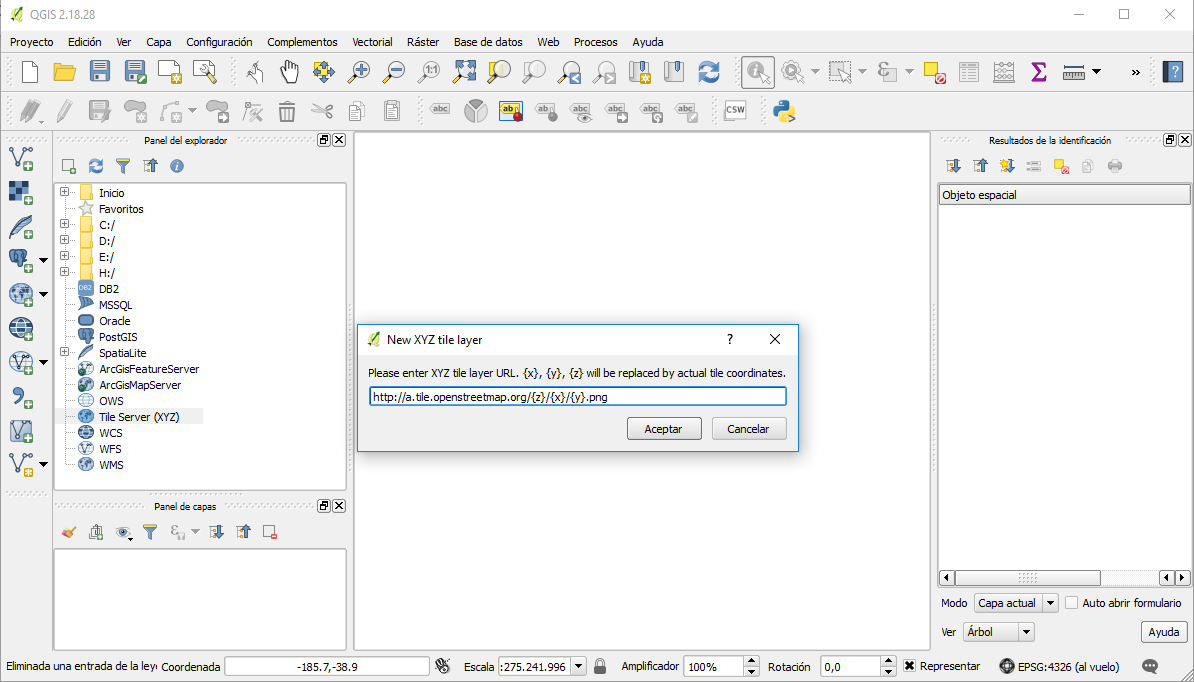 QGIS 2.18.28
Proyecto Edición Ver Capa Configuración Complementos Vectorial Ráster Base de datos Web Procesos Ayuda
1:1
abc ab ab abc abc abc abc CSW
Panel del explorador
Resultados de la identificación
Inicio
Favoritos
C:/
D:/
E:/
H:/
DB2 DB2
MSSQL
Oracle
PostGIS
SpatiaLite
ArcGisFeatureServer
ArcGisMapServer
OWS
Tile Server (XYZ)
WCS
WFS
WMS
Objeto espacial
New XYZ tile layer
Please enter XYZ tile layer URL. {x}, {y}, {z} will be replaced by actual tile coordinates.
http://a.tile.openstreetmap.org/{z}/{x}/{y}.png
Aceptar Cancelar
Panel de capas
Modo Capa actual Auto abrir formulario
Ver Árbol Ayuda
Eliminada una entrada de la ley Coordenada -185.7,-38.9 Escala :275.241.996 Amplificador 100% Rotación 0,0 Representar EPSG:4326 (al vuelo)